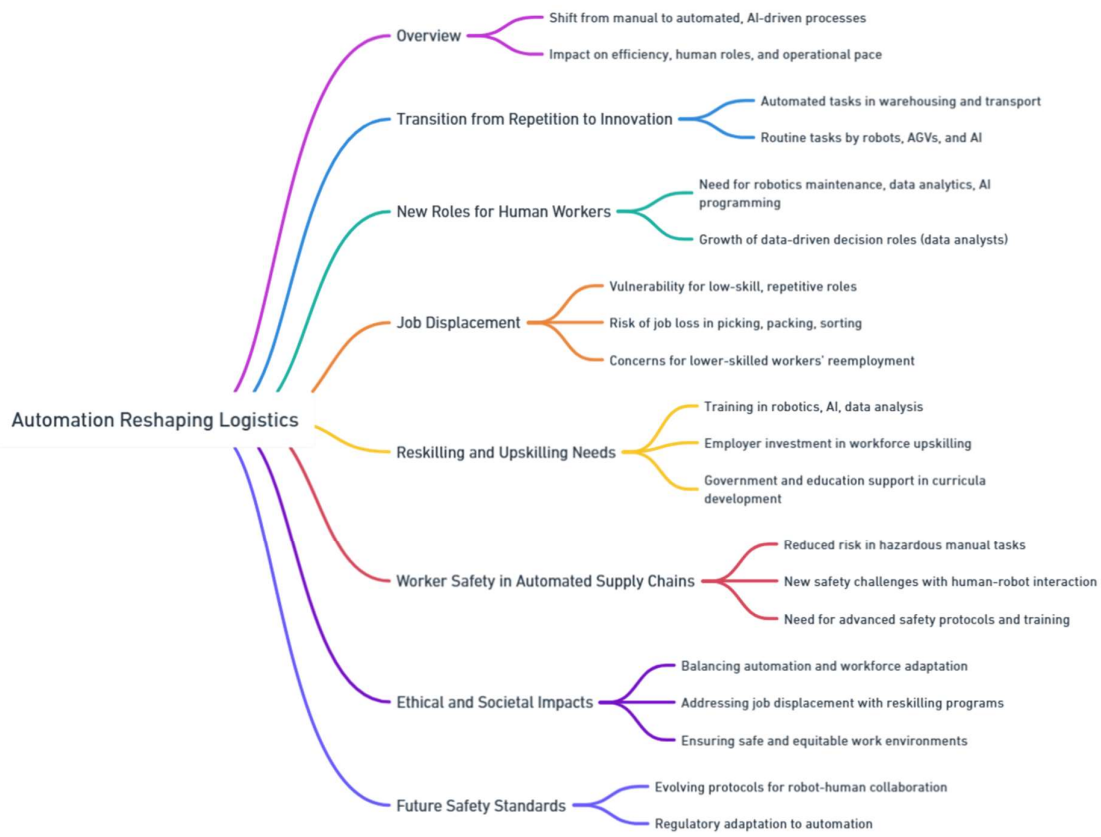 Overview
Shift from manual to automated, AI-driven processes
Impact on efficiency, human roles, and operational pace
Transition from Repetition to Innovation
Automated tasks in warehousing and transport
Routine tasks by robots, AGVs, and AI
New Roles for Human Workers
Need for robotics maintenance, data analytics, AI
programming
Growth of data-driven decision roles (data analysts)
Job Displacement
Vulnerability for low-skill, repetitive roles
Risk of job loss in picking, packing, sorting
Concerns for lower-skilled workers' reemployment
Automation Reshaping Logistics
Reskilling and Upskilling Needs
Training in robotics, AI, data analysis
Employer investment in workforce upskilling
Government and education support in curricula
development
Worker Safety in Automated Supply Chains
Reduced risk in hazardous manual tasks
New safety challenges with human-robot interaction
Need for advanced safety protocols and training
Ethical and Societal Impacts
Balancing automation and workforce adaptation
Addressing job displacement with reskilling programs
Ensuring safe and equitable work environments
Future Safety Standards
Evolving protocols for robot-human collaboration
Regulatory adaptation to automation